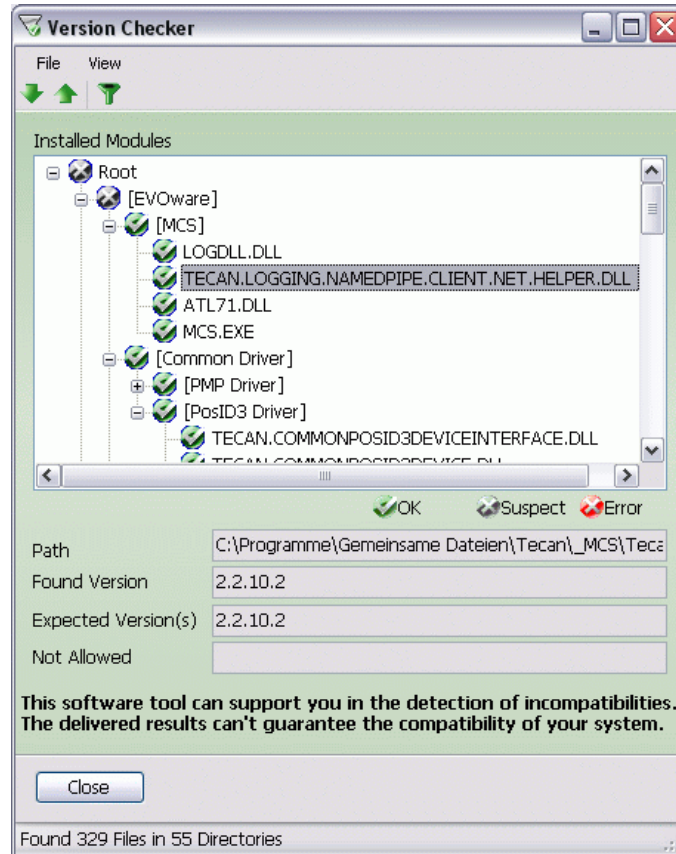 Version Checker
File View
Installed Modules
Root
[EVOware]
[MCS]
LOGDLL.DLL
TECAN.LOGGING.NAMEDPIPE.CLIENT.NET.HELPER.DLL
ATL71.DLL
MCS.EXE
[Common Driver]
[PMP Driver]
[PosID3 Driver]
TECAN.COMMONPOSID3DEVICEINTERFACE.DLL
TECAN.COMMONPOSID3DEVICE.DLL
OK Suspect Error
Path C:\Programme\Gemeinsame Dateien\Tecan\_MCS\Teca
Found Version 2.2.10.2
Expected Version(s) 2.2.10.2
Not Allowed
This software tool can support you in the detection of incompatibilities.
The delivered results can't guarantee the compatibility of your system.
Close
Found 329 Files in 55 Directories